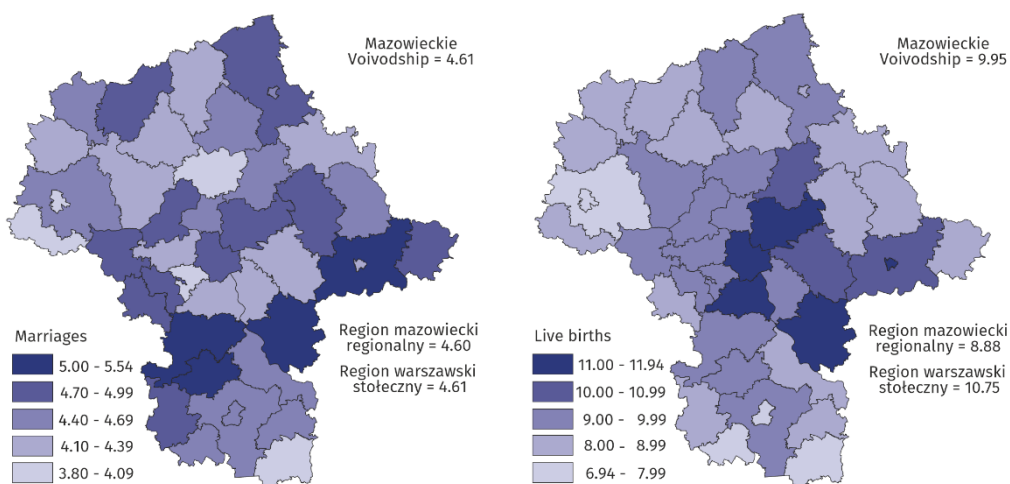 Mazowieckie
Voivodship = 4.61
Marriages
5.00 - 5.54
4.70 - 4.99
4.40 - 4.69
4.10 - 4.39
3.80 - 4.09
Region mazowiecki
regionalny = 4.60
Region warszawski
stołeczny = 4.61
Mazowieckie
Voivodship = 9.95
Live births
11.00 - 11.94
10.00 - 10.99
9.00 - 9.99
8.00 - 8.99
6.94 - 7.99
Region mazowiecki
regionalny = 8.88
Region warszawski
stołeczny = 10.75